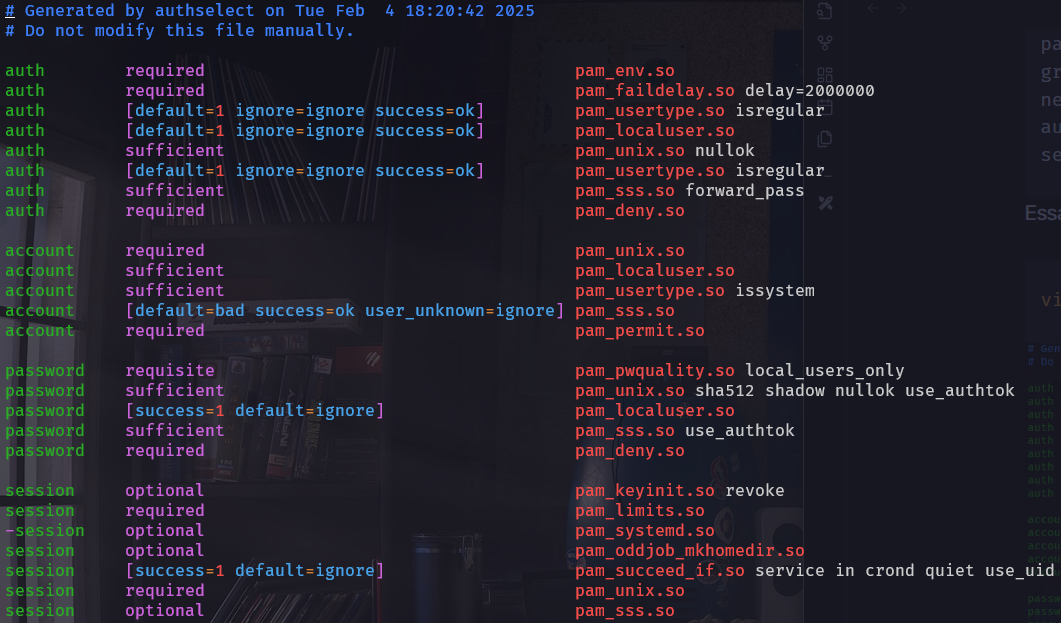 # Generated by authselect on Tue Feb  4 18:20:42 2025
# Do not modify this file manually.
auth        required                                     pam_env.so
auth        required                                     pam_faildelay.so delay=2000000
auth        [default=1 ignore=ignore success=ok]         pam_usertype.so isregular
auth        [default=1 ignore=ignore success=ok]         pam_localuser.so
auth        sufficient                                   pam_unix.so nullok
auth        [default=1 ignore=ignore success=ok]         pam_usertype.so isregular
auth        sufficient                                   pam_sss.so forward_pass
auth        required                                     pam_deny.so
account     required                                     pam_unix.so
account     sufficient                                   pam_localuser.so
account     sufficient                                   pam_usertype.so issystem
account     [default=bad success=ok user_unknown=ignore] pam_sss.so
account     required                                     pam_permit.so
password    requisite                                    pam_pwquality.so local_users_only
password    sufficient                                   pam_unix.so sha512 shadow nullok use_authtok
password    [success=1 default=ignore]                   pam_localuser.so
password    sufficient                                   pam_sss.so use_authtok
password    required                                     pam_deny.so
session     optional                                     pam_keyinit.so revoke
session     required                                     pam_limits.so
-session    optional                                     pam_systemd.so
session     optional                                     pam_oddjob_mkhomedir.so
session     [success=1 default=ignore]                   pam_succeed_if.so service in crond quiet use_uid
session     required                                     pam_unix.so
session     optional                                     pam_sss.so